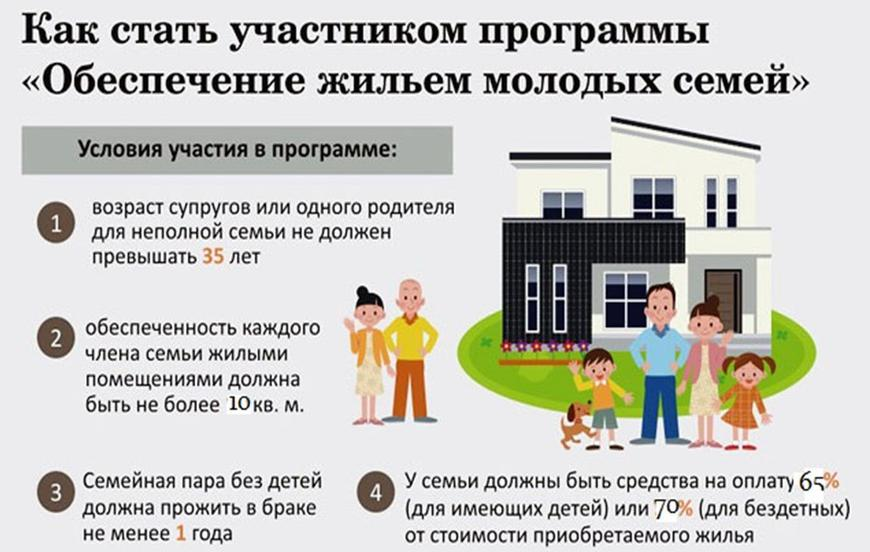 Как стать участником программы
«Обеспечение жильем молодых семей»
Условия участия в программе:
1
возраст супругов или одного родителя
для неполной семьи не должен
превышать 35 лет
2
обеспеченность каждого
члена семьи жилыми
помещениями должна
быть не более 10 кв. м.
3
Семейная пара без детей
должна прожить в браке
не менее 1 года
4
У семьи должны быть средства на оплату 65%
(для имеющих детей) или 70% (для бездетных)
от стоимости приобретаемого жилья